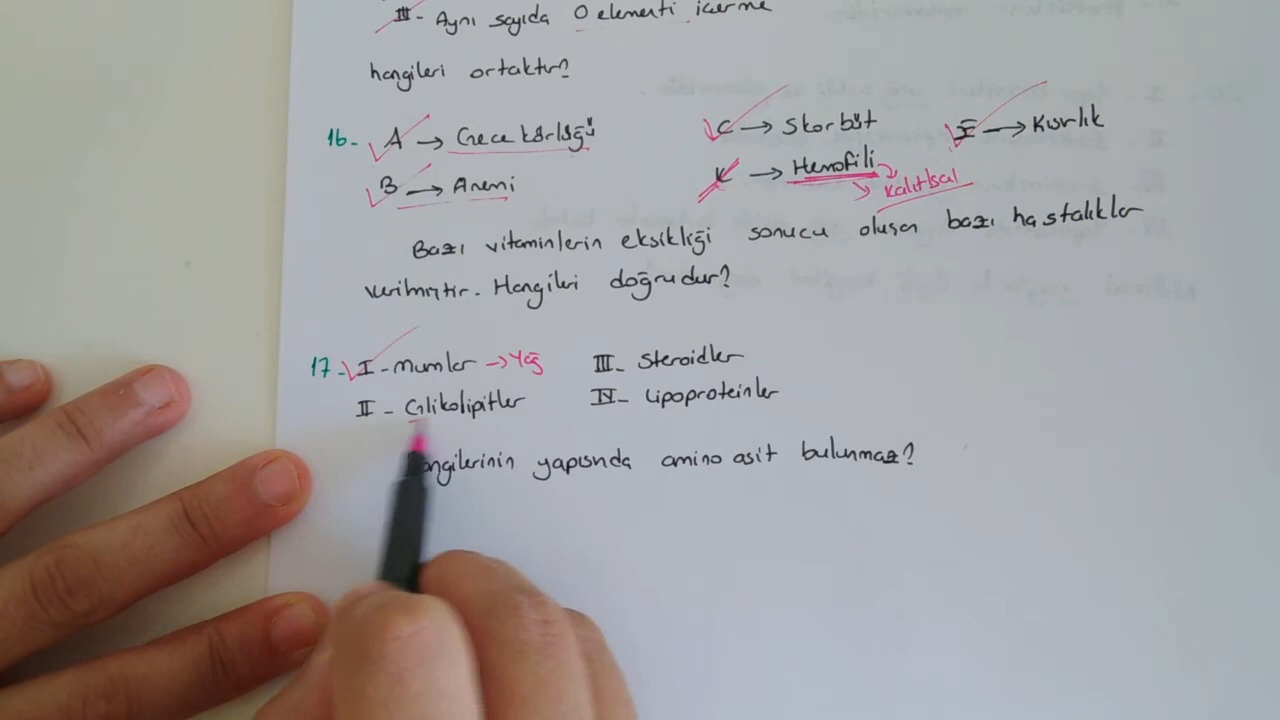 III- Aynı sayıda O elementi içerme
hangileri ortaktır?
16- A → Gece körlüğü C → Skorbüt E → Kısırlık
B → Anemi K → Hemofili → Kalıtsal
Bazı vitaminlerin eksikliği sonucu oluşan bazı hastalıklar
verilmiştir. Hangileri doğrudur?
17- I - Mumlar → Yağ III- Steroidler
II - Glikolipitler IV- Lipoproteinler
Hangilerinin yapısında amino asit bulunmaz?